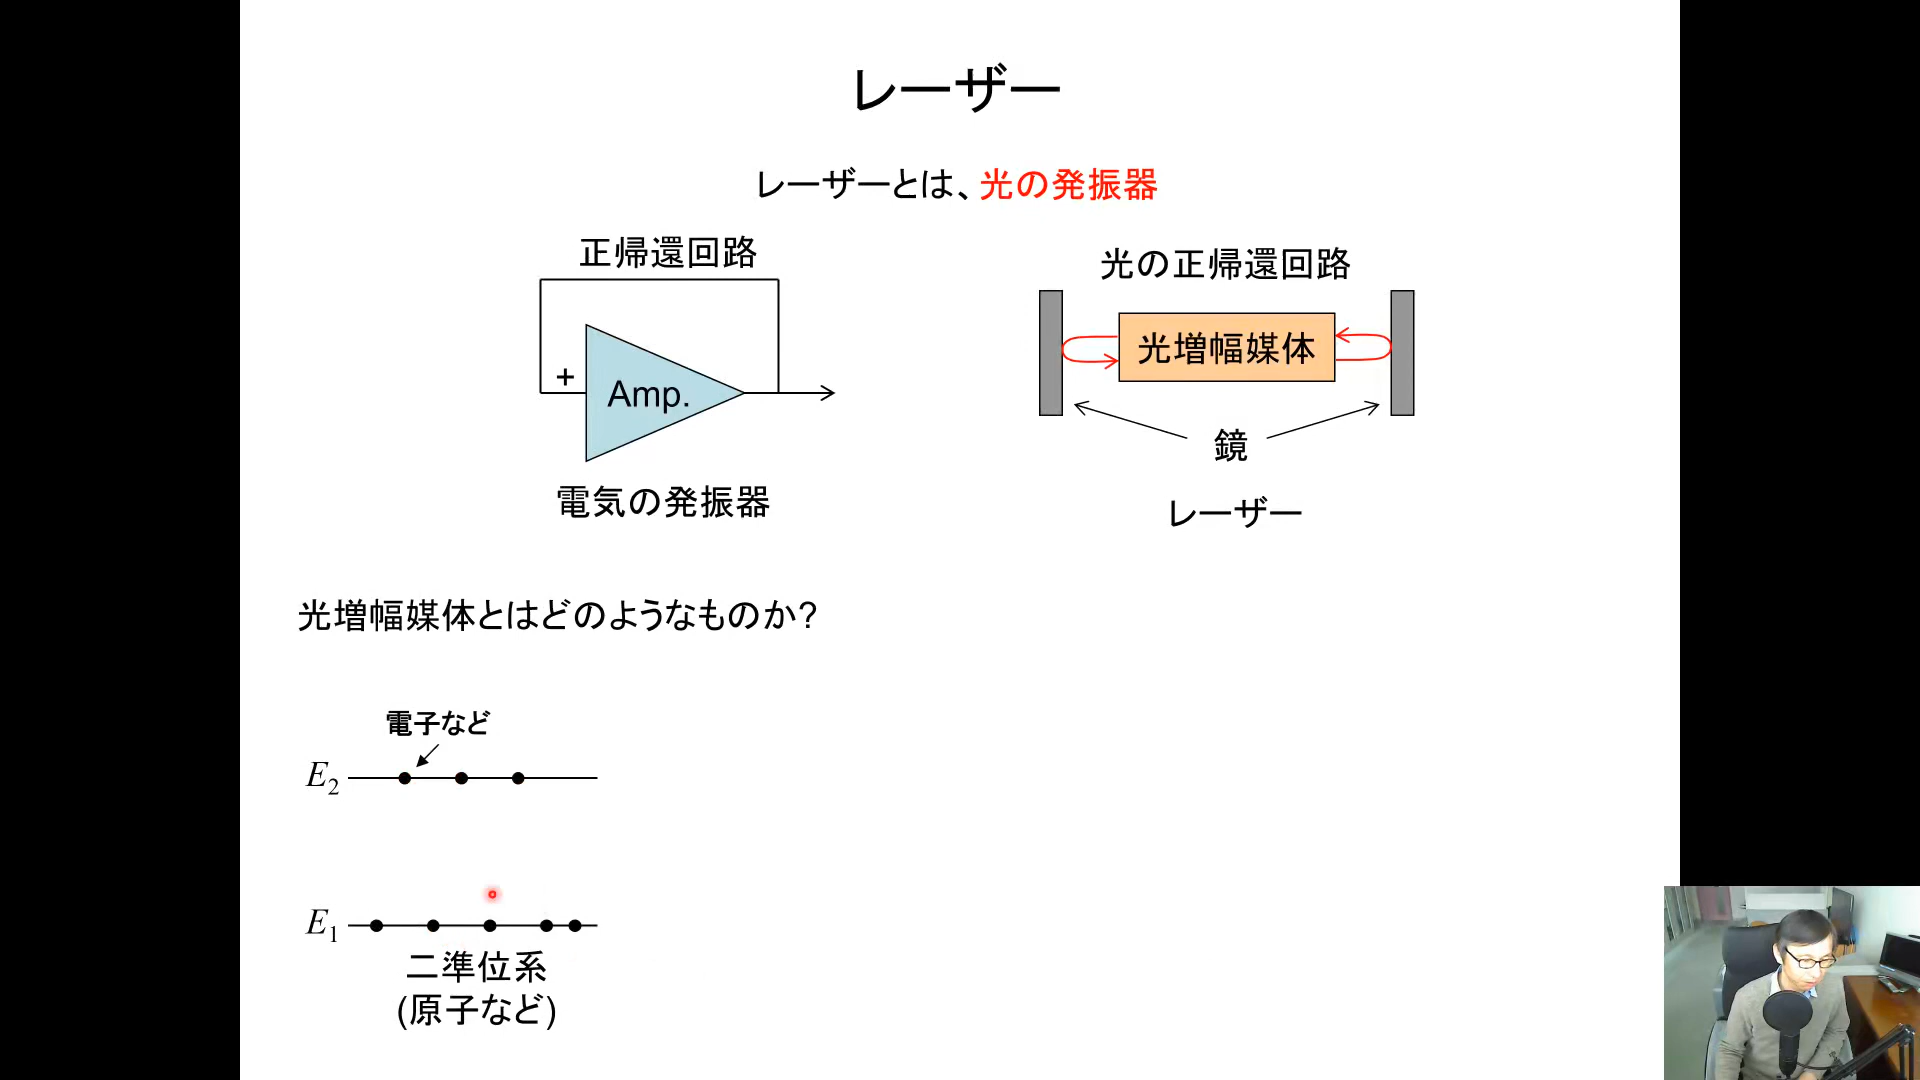 レーザー
レーザーとは、光の発振器
正帰還回路
+
Amp.
電気の発振器
光の正帰還回路
光増幅媒体
鏡
レーザー
光増幅媒体とはどのようなものか?
電子など
E2
E1
二準位系
(原子など)